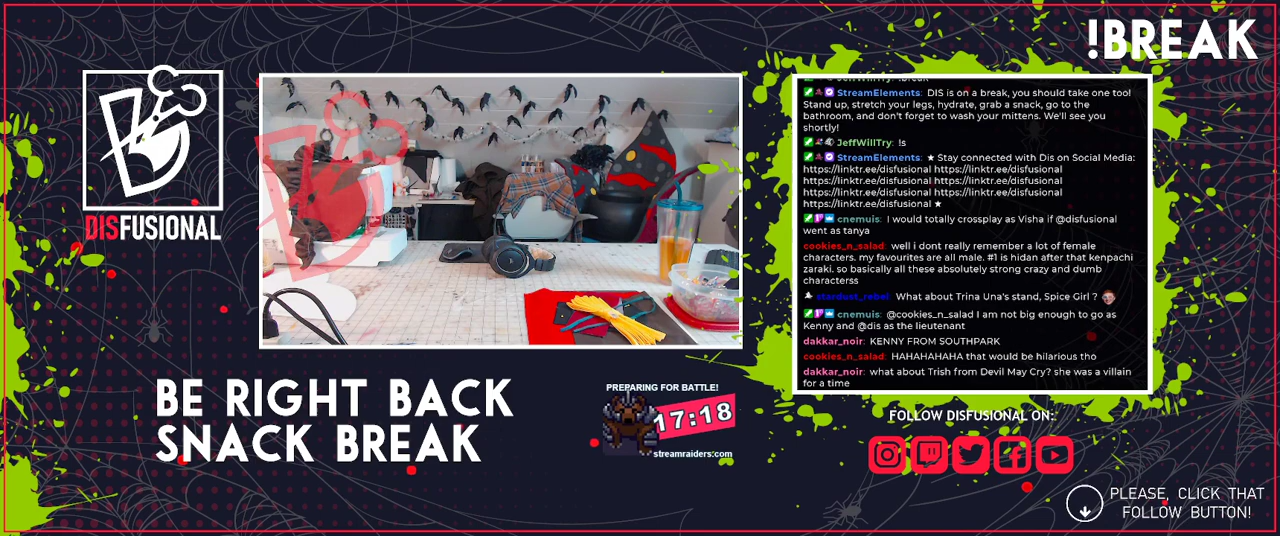 !BREAK
DISFUSIONAL
StreamElements: DIS is on a break, you should take one too!
Stand up, stretch your legs, hydrate, grab a snack, go to the
bathroom, and don't forget to wash your mittens. We'll see you
shortly!
JeffWillTry: !s
StreamElements: ★ Stay connected with Dis on Social Media:
https://linktr.ee/disfusional https://linktr.ee/disfusional
https://linktr.ee/disfusional https://linktr.ee/disfusional
https://linktr.ee/disfusional https://linktr.ee/disfusional
https://linktr.ee/disfusional ★
cnemuis: I would totally crossplay as Visha if @disfusional
went as tanya
cookies_n_salad: well i dont really remember a lot of female
characters. my favourites are all male. #1 is hidan after that kenpachi
zaraki. so basically all these absolutely strong crazy and dumb
characterss
stardust_rebel: What about Trina Una's stand, Spice Girl ?
cnemuis: @cookies_n_salad I am not big enough to go as
Kenny and @dis as the lieutenant
dakkar_noir: KENNY FROM SOUTHPARK
cookies_n_salad: HAHAHAHAHA that would be hilarious tho
dakkar_noir: what about Trish from Devil May Cry? she was a villain
for a time
BE RIGHT BACK
SNACK BREAK
PREPARING FOR BATTLE!
17:18
streamraiders.com
FOLLOW DISFUSIONAL ON:
PLEASE, CLICK THAT
FOLLOW BUTTON!